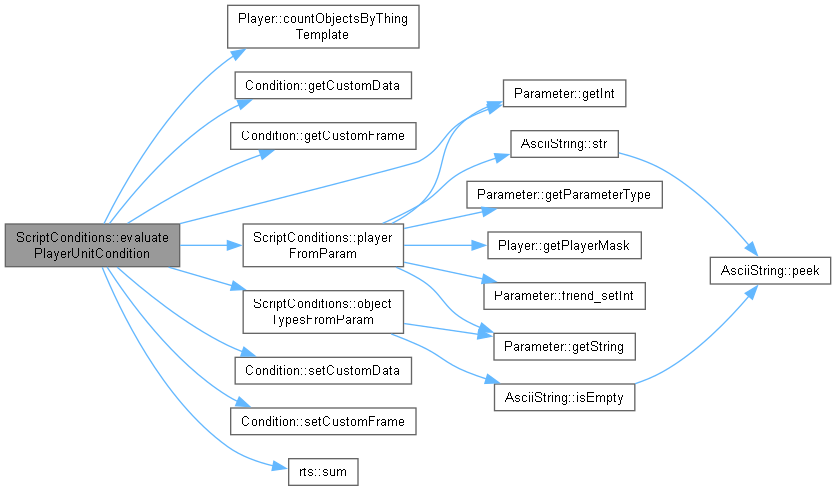 Player::countObjectsByThing
Template
Condition::getCustomData
Condition::getCustomFrame
ScriptConditions::evaluate
PlayerUnitCondition
ScriptConditions::player
FromParam
ScriptConditions::object
TypesFromParam
Condition::setCustomData
Condition::setCustomFrame
rts::sum
Parameter::getInt
AsciiString::str
Parameter::getParameterType
Player::getPlayerMask
Parameter::friend_setInt
Parameter::getString
AsciiString::isEmpty
AsciiString::peek